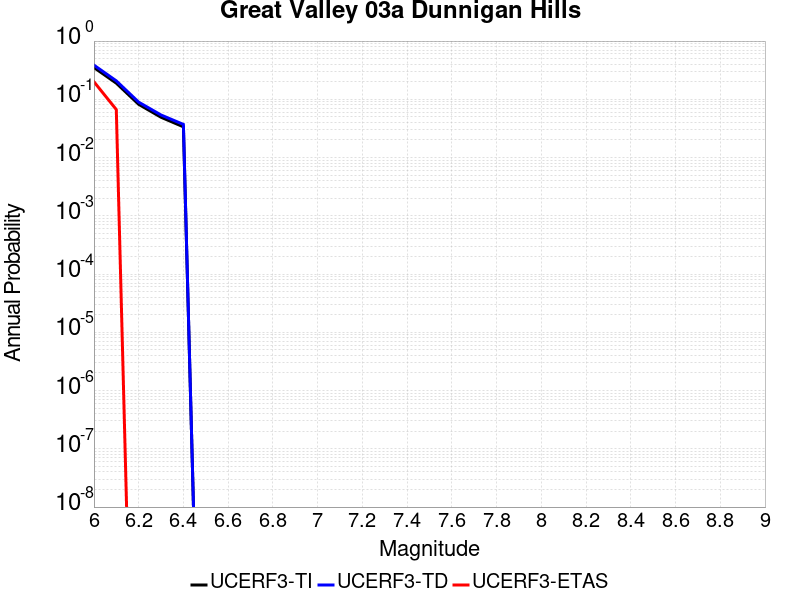 Great Valley 03a Dunnigan Hills
Annual Probability
10^0
10^-1
10^-2
10^-3
10^-4
10^-5
10^-6
10^-7
10^-8
6 6.2 6.4 6.6 6.8 7 7.2 7.4 7.6 7.8 8 8.2 8.4 8.6 8.8 9
Magnitude
UCERF3-TI UCERF3-TD UCERF3-ETAS